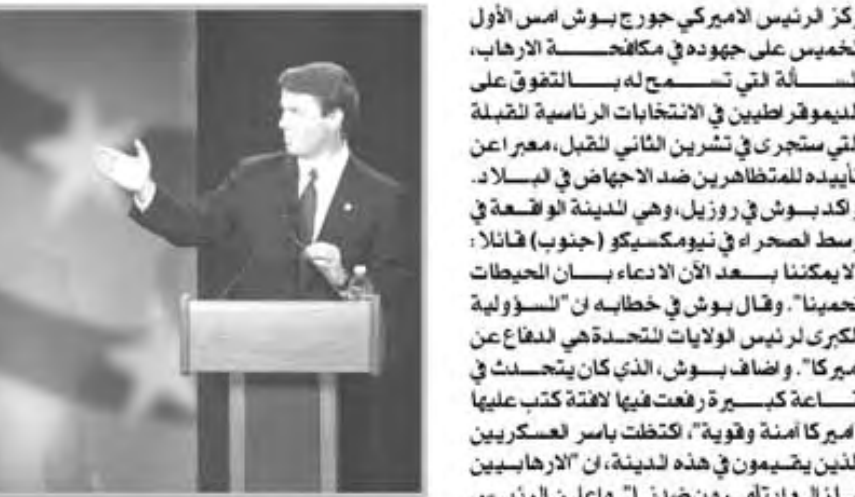 ركز الرئيس الاميركي جورج بوش امس الأول
لخميس على جهوده في مكافحة الارهاب،
لمسألة التي تسمح له بالتفوق على
لديموقراطيين في الانتخابات الرئاسية المقبلة
لتي ستجرى في تشرين الثاني المقبل، معبرا عن
تأييده للمتظاهرين ضد الاجهاض في البلاد.
اكد بوش في روزيل، وهي المدينة الواقعة في
وسط الصحراء في نيومكسيكو (جنوب) قائلا :
لا يمكننا بعد الآن الادعاء بان المحيطات
تحمينا". وقال بوش في خطابه ان "المسؤولية
لكبرى لرئيس الولايات المتحدة هي الدفاع عن
ميركا". واضاف بوش، الذي كان يتحدث في
قاعة كبيرة رفعت فيها لافتة كتب عليها
اميركا آمنة وقوية"، اكتظت باسر العسكريين
لذين يقيمون في هذه المدينة، ان "الارهابيين